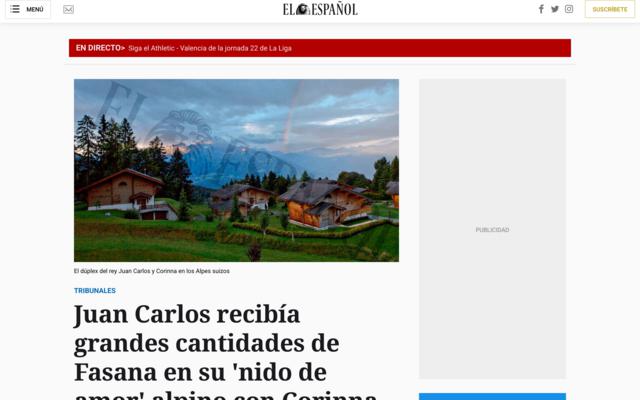 MENÚ
EL ESPAÑOL
SUSCRÍBETE
EN DIRECTO> Siga el Athletic - Valencia de la jornada 22 de La Liga
El dúplex del rey Juan Carlos y Corinna en los Alpes suizos
TRIBUNALES
Juan Carlos recibía
grandes cantidades de
Fasana en su 'nido de
amor' alpino con Corinna
PUBLICIDAD